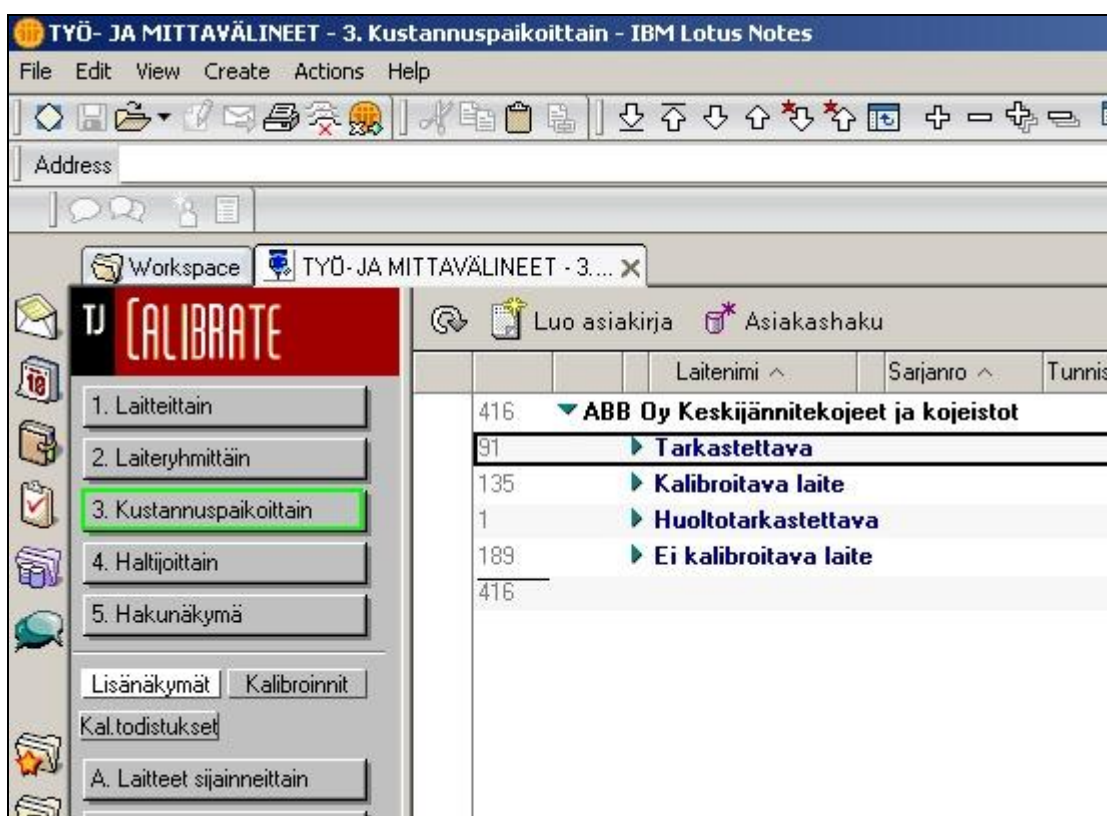 TYÖ- JA MITTAVÄLINEET - 3. Kustannuspaikoittain - IBM Lotus Notes
File Edit View Create Actions Help
Address
Workspace TYÖ- JA MITTAVÄLINEET - 3....
TJ CALIBRATE
1. Laitteittain
2. Laiteryhmittäin
3. Kustannuspaikoittain
4. Haltijoittain
5. Hakunäkymä
Lisänäkymät Kalibroinnit
Kal.todistukset
A. Laitteet sijainneittain
Luo asiakirja Asiakashaku
Laitenimi Sarjanro Tunnis
416 ABB Oy Keskijännitekojeet ja kojeistot
91 Tarkastettava
135 Kalibroitava laite
1 Huoltotarkastettava
189 Ei kalibroitava laite
416